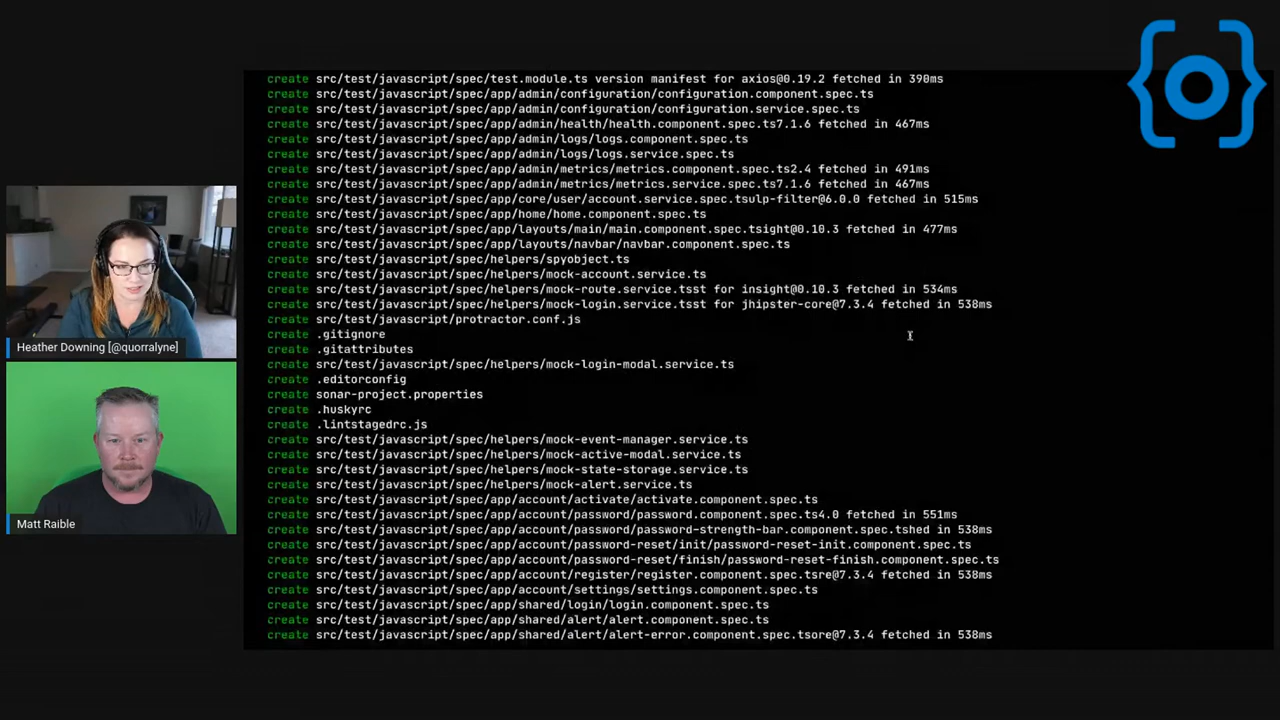 create src/test/javascript/spec/test.module.ts version manifest for axios@0.19.2 fetched in 390ms
create src/test/javascript/spec/app/admin/configuration/configuration.component.spec.ts
create src/test/javascript/spec/app/admin/configuration/configuration.service.spec.ts
create src/test/javascript/spec/app/admin/health/health.component.spec.ts7.1.6 fetched in 467ms
create src/test/javascript/spec/app/admin/logs/logs.component.spec.ts
create src/test/javascript/spec/app/admin/logs/logs.service.spec.ts
create src/test/javascript/spec/app/admin/metrics/metrics.component.spec.ts2.4 fetched in 491ms
create src/test/javascript/spec/app/admin/metrics/metrics.service.spec.ts7.1.6 fetched in 467ms
create src/test/javascript/spec/app/core/user/account.service.spec.tsulp-filter@6.0.0 fetched in 515ms
create src/test/javascript/spec/app/home/home.component.spec.ts
create src/test/javascript/spec/app/layouts/main/main.component.spec.tsight@0.10.3 fetched in 477ms
create src/test/javascript/spec/app/layouts/navbar/navbar.component.spec.ts
create src/test/javascript/spec/helpers/spyobject.ts
create src/test/javascript/spec/helpers/mock-account.service.ts
create src/test/javascript/spec/helpers/mock-route.service.ts for insight@0.10.3 fetched in 534ms
create src/test/javascript/spec/helpers/mock-login.service.tsst for jhipster-core@7.3.4 fetched in 538ms
create src/test/javascript/protractor.conf.js
create .gitignore
create .gitattributes
create src/test/javascript/spec/helpers/mock-login-modal.service.ts
create .editorconfig
create sonar-project.properties
create .huskyrc
create .lintstagedrc.js
create src/test/javascript/spec/helpers/mock-event-manager.service.ts
create src/test/javascript/spec/helpers/mock-active-modal.service.ts
create src/test/javascript/spec/helpers/mock-state-storage.service.ts
create src/test/javascript/spec/helpers/mock-alert.service.ts
create src/test/javascript/spec/app/account/activate/activate.component.spec.ts
create src/test/javascript/spec/app/account/password/password.component.spec.ts4.0 fetched in 551ms
create src/test/javascript/spec/app/account/password/password-strength-bar.component.spec.tshed in 538ms
create src/test/javascript/spec/app/account/password-reset/init/password-reset-init.component.spec.ts
create src/test/javascript/spec/app/account/password-reset/finish/password-reset-finish.component.spec.ts
create src/test/javascript/spec/app/account/register/register.component.spec.tsre@7.3.4 fetched in 538ms
create src/test/javascript/spec/app/account/settings/settings.component.spec.ts
create src/test/javascript/spec/app/shared/login/login.component.spec.ts
create src/test/javascript/spec/app/shared/alert/alert.component.spec.ts
create src/test/javascript/spec/app/shared/alert/alert-error.component.spec.tsore@7.3.4 fetched in 538ms
Heather Downing [@quorralyne]
Matt Raible